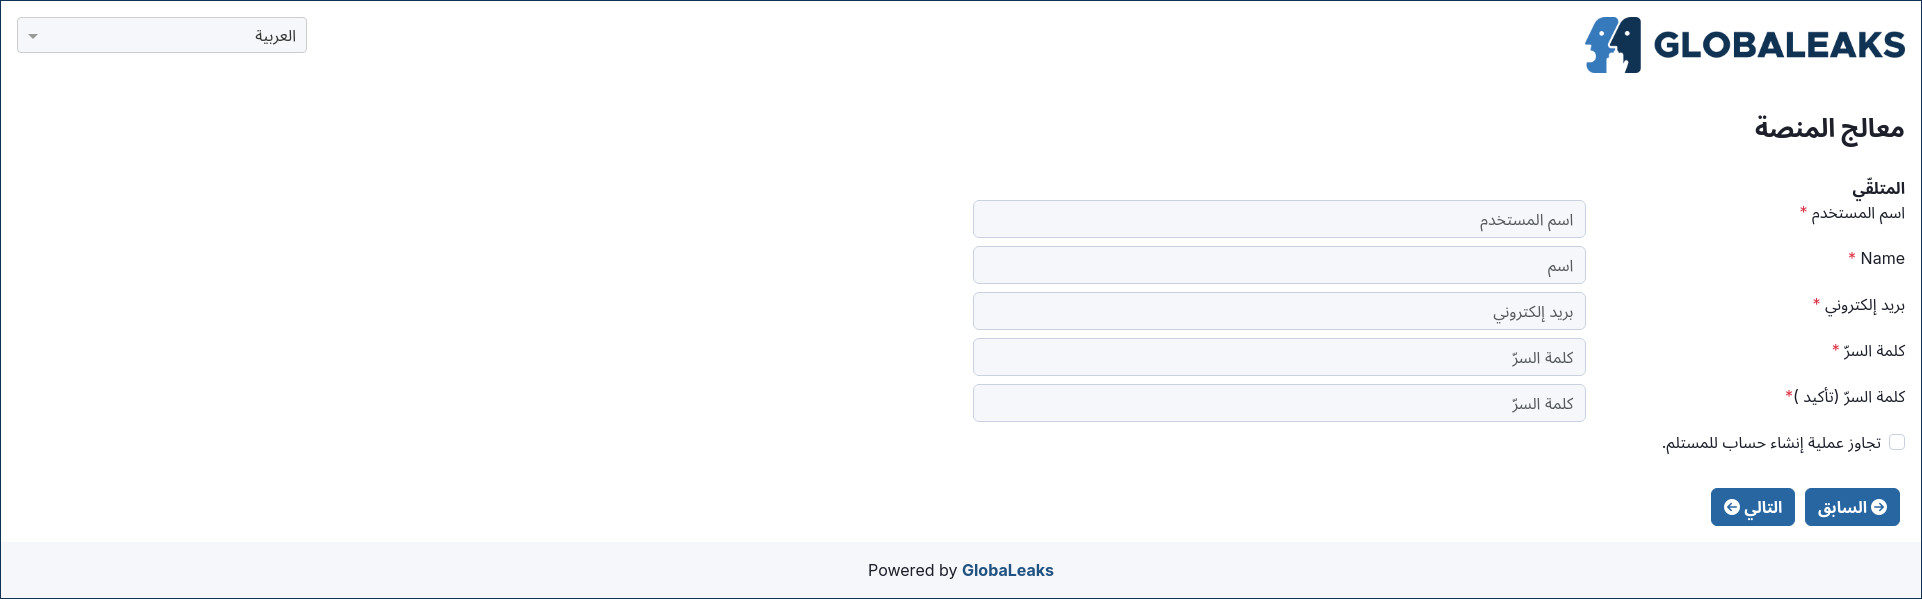 GLOBALEAKS
العربية
معالج المنصة
المتلقّي
اسم المستخدم *
اسم المستخدم
Name *
اسم
بريد إلكتروني *
بريد إلكتروني
كلمة السرّ *
كلمة السرّ
كلمة السرّ (تأكيد )*
كلمة السرّ
تجاوز عملية إنشاء حساب للمستلم.
السابق
التالي
Powered by GlobaLeaks